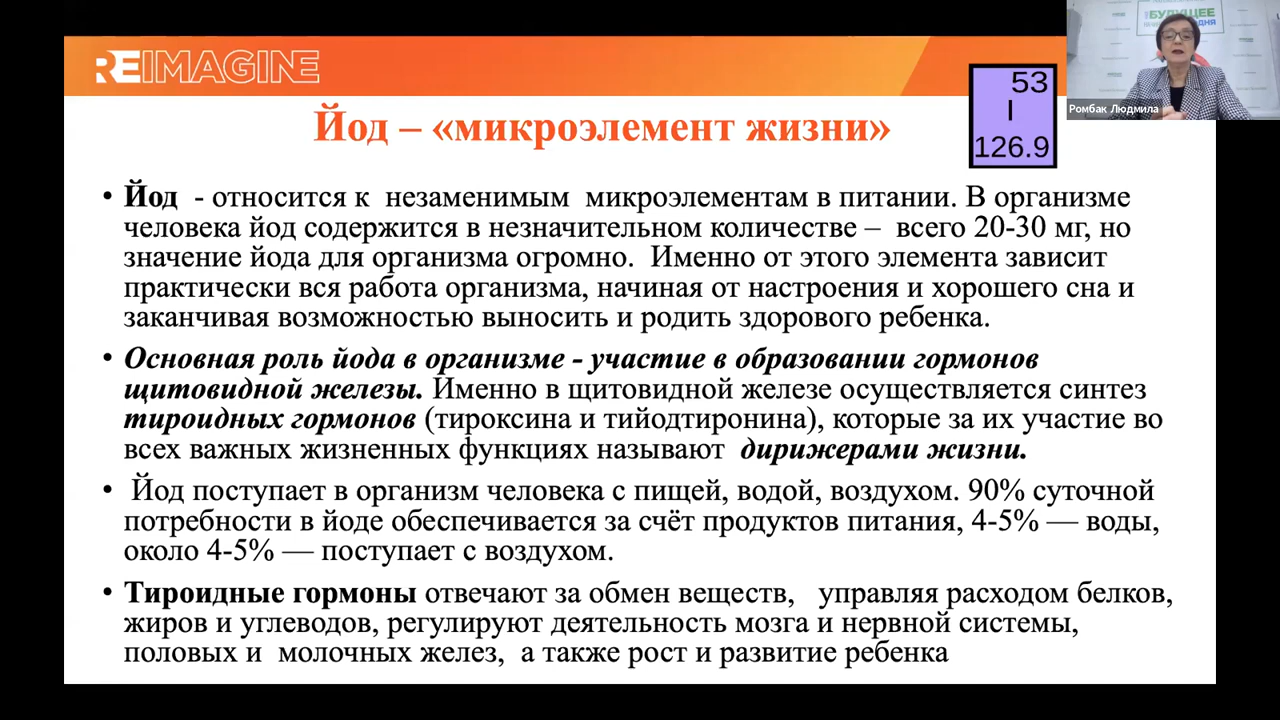 REIMAGINE
БУДУЩЕЕ
Ромбак Людмила
53
I
126.9
Йод – «микроэлемент жизни»
• Йод - относится к незаменимым микроэлементам в питании. В организме
человека йод содержится в незначительном количестве – всего 20-30 мг, но
значение йода для организма огромно. Именно от этого элемента зависит
практически вся работа организма, начиная от настроения и хорошего сна и
заканчивая возможностью выносить и родить здорового ребенка.
• Основная роль йода в организме - участие в образовании гормонов
щитовидной железы. Именно в щитовидной железе осуществляется синтез
тироидных гормонов (тироксина и тийодтиронина), которые за их участие во
всех важных жизненных функциях называют дирижерами жизни.
• Йод поступает в организм человека с пищей, водой, воздухом. 90% суточной
потребности в йоде обеспечивается за счёт продуктов питания, 4-5% — воды,
около 4-5% — поступает с воздухом.
• Тироидные гормоны отвечают за обмен веществ, управляя расходом белков,
жиров и углеводов, регулируют деятельность мозга и нервной системы,
половых и молочных желез, а также рост и развитие ребенка